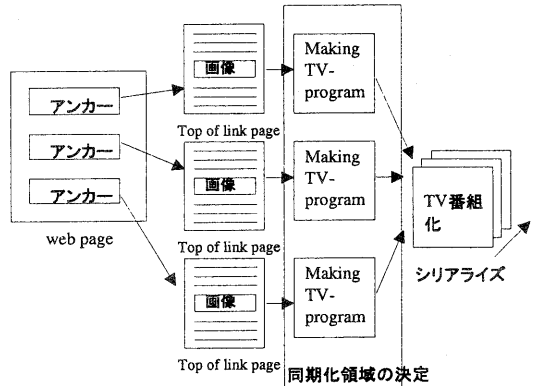 アンカー
アンカー
アンカー
web page
画像
Top of link page
画像
Top of link page
画像
Top of link page
Making
TV-
program
Making
TV-
program
Making
TV-
program
同期化領域の決定
TV番組
化
シリアライズ